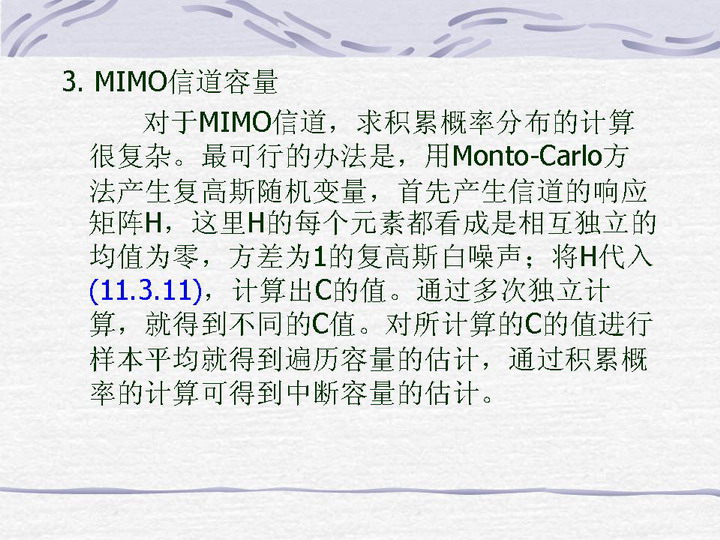 3. MIMO信道容量
对于MIMO信道，求积累概率分布的计算
很复杂。最可行的办法是，用Monto-Carlo方
法产生复高斯随机变量，首先产生信道的响应
矩阵H，这里H的每个元素都看成是相互独立的
均值为零，方差为1的复高斯白噪声；将H代入
(11.3.11)，计算出C的值。通过多次独立计
算，就得到不同的C值。对所计算的C的值进行
样本平均就得到遍历容量的估计，通过积累概
率的计算可得到中断容量的估计。